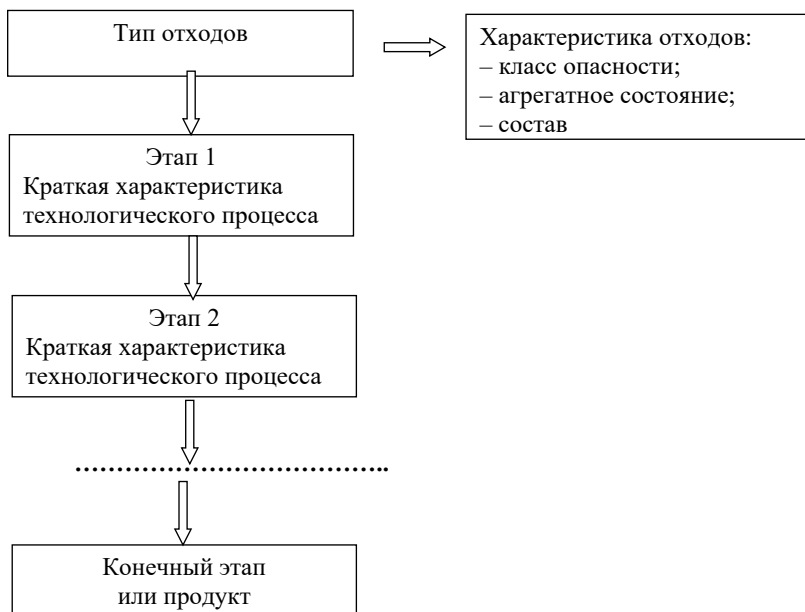 Тип отходов
Характеристика отходов:
– класс опасности;
– агрегатное состояние;
– состав
Этап 1
Краткая характеристика
технологического процесса
Этап 2
Краткая характеристика
технологического процесса
…………………………………..
Конечный этап
или продукт